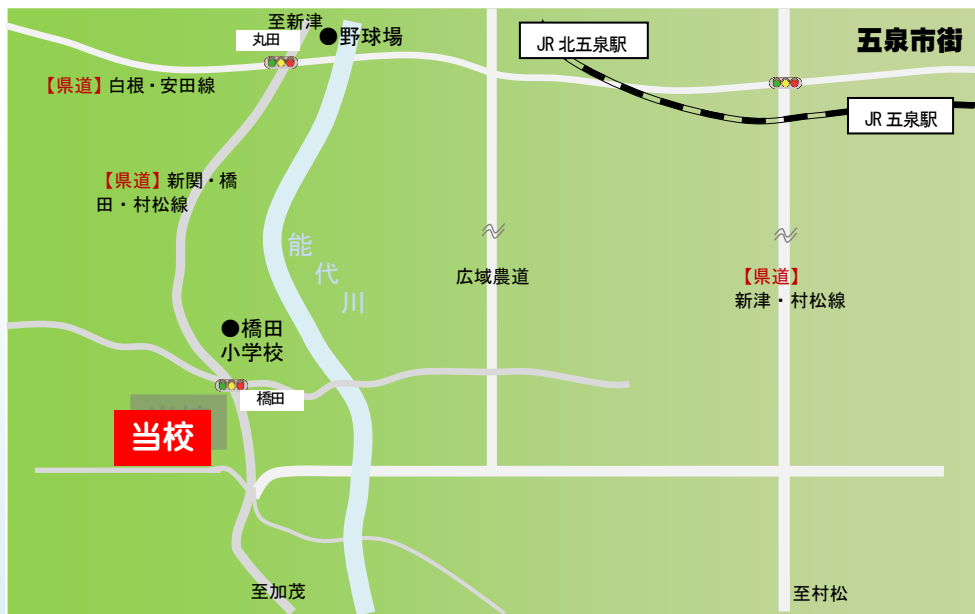 至新津
丸田
●野球場
JR 北五泉駅
五泉市街
【県道】白根・安田線
JR 五泉駅
【県道】新関・橋
田・村松線
能
代
川
広域農道
【県道】
新津・村松線
●橋田
小学校
橋田
当校
至加茂
至村松